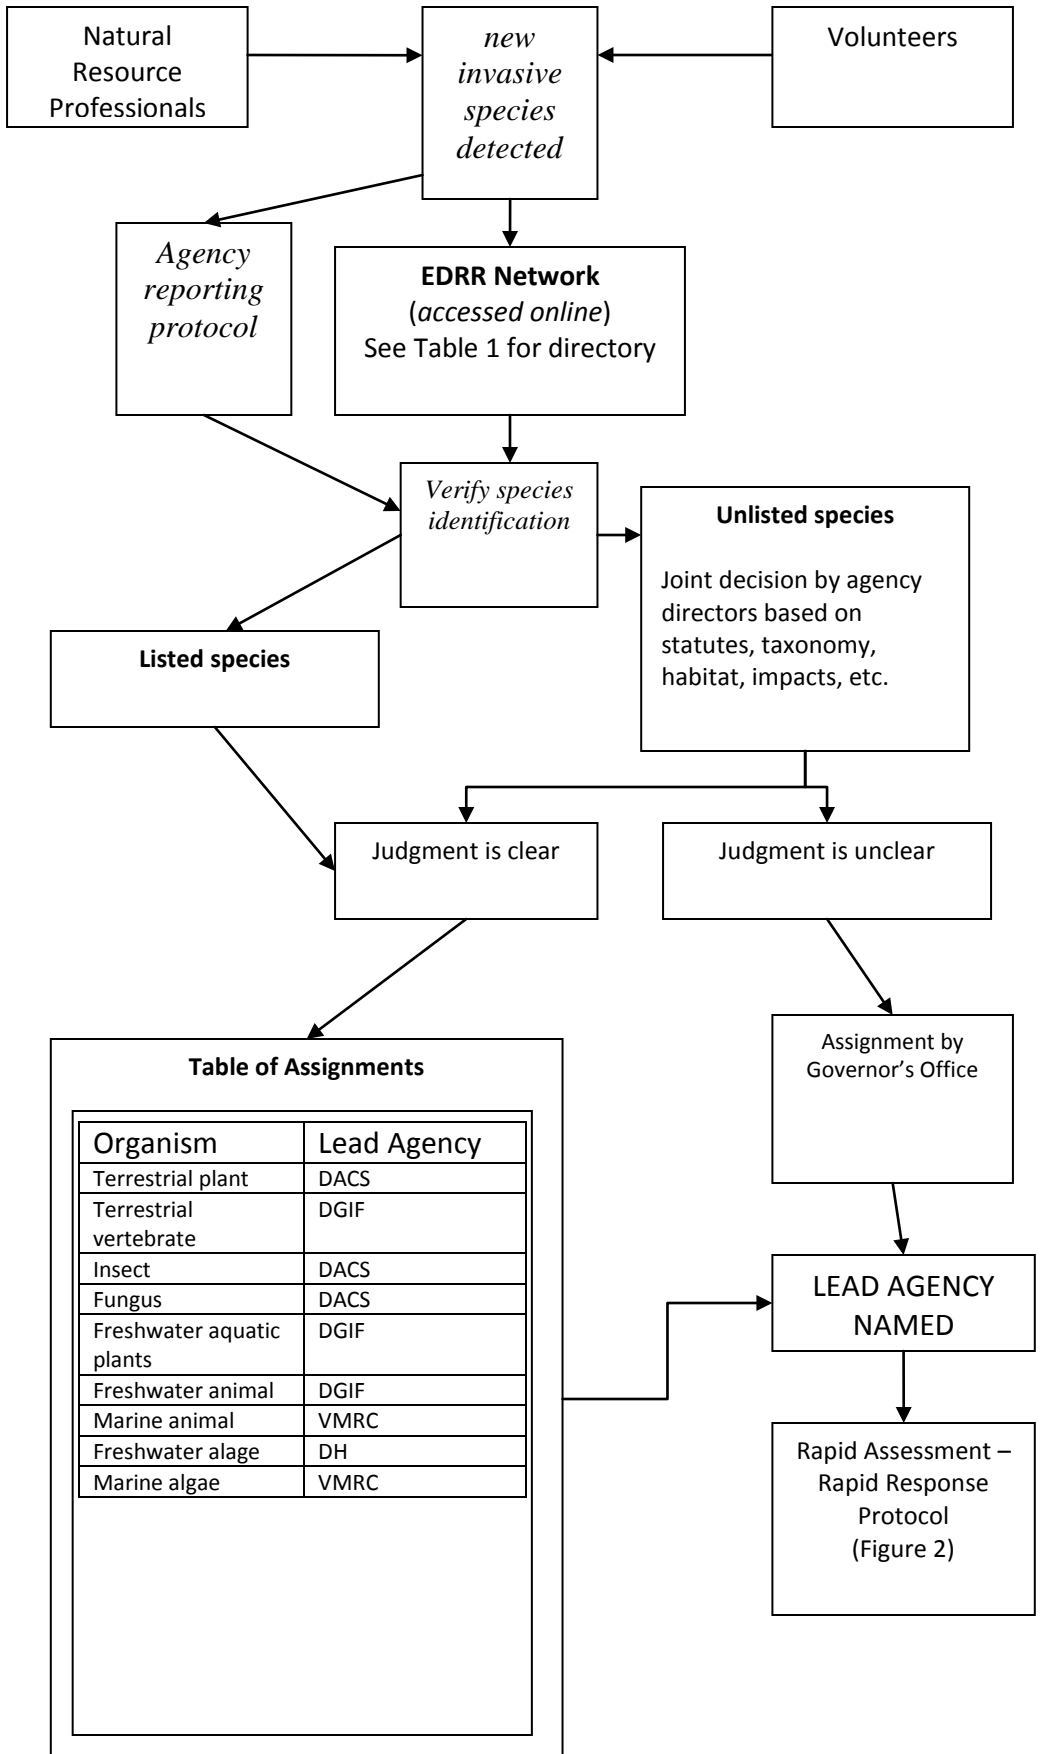 Natural
Resource
Professionals
new
invasive
species
detected
Volunteers
Agency
reporting
protocol
EDRR Network
(accessed online)
See Table 1 for directory
Verify species
identification
Unlisted species
Joint decision by agency
directors based on
statutes, taxonomy,
habitat, impacts, etc.
Listed species
Judgment is clear
Judgment is unclear
Assignment by
Governor's Office
Table of Assignments
Organism Lead Agency
Terrestrial plant DACS
Terrestrial DGIF
vertebrate
Insect DACS
Fungus DACS
Freshwater aquatic DGIF
plants
Freshwater animal DGIF
Marine animal VMRC
Freshwater alage DH
Marine algae VMRC
LEAD AGENCY
NAMED
Rapid Assessment –
Rapid Response
Protocol
(Figure 2)